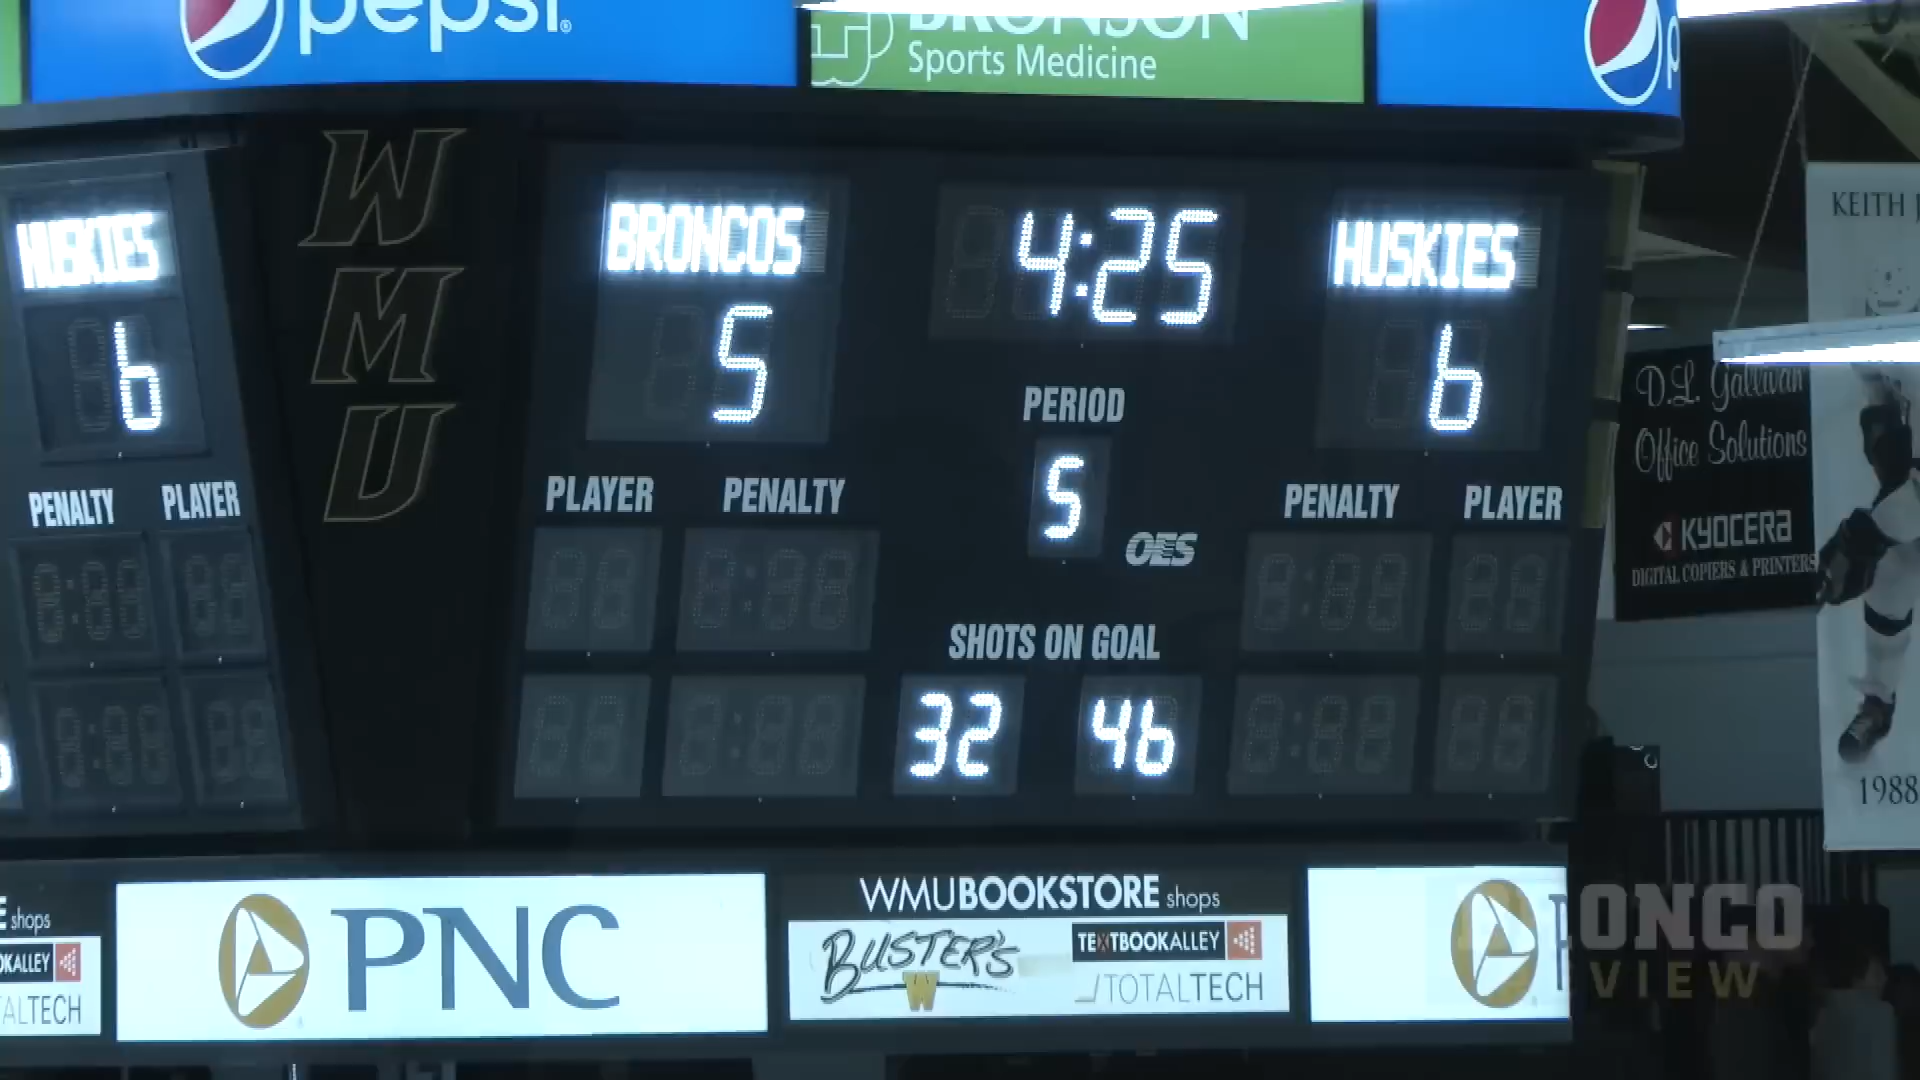 pepsi®
BRONSON
Sports Medicine
WMU
HUSKIES
6
PENALTY PLAYER
BRONCOS 4:25 HUSKIES
5 6
PERIOD
5
PLAYER PENALTY PENALTY PLAYER
OES
SHOTS ON GOAL
32 46
KEITH
D.L. Gallivan
Office Solutions
KYOCERA
DIGITAL COPIERS & PRINTERS
1988
shops
PNC
WMUBOOKSTORE shops
BUSTER'S
W
TEXTBOOKALLEY
TOTALTECH
BRONCO
VIEW